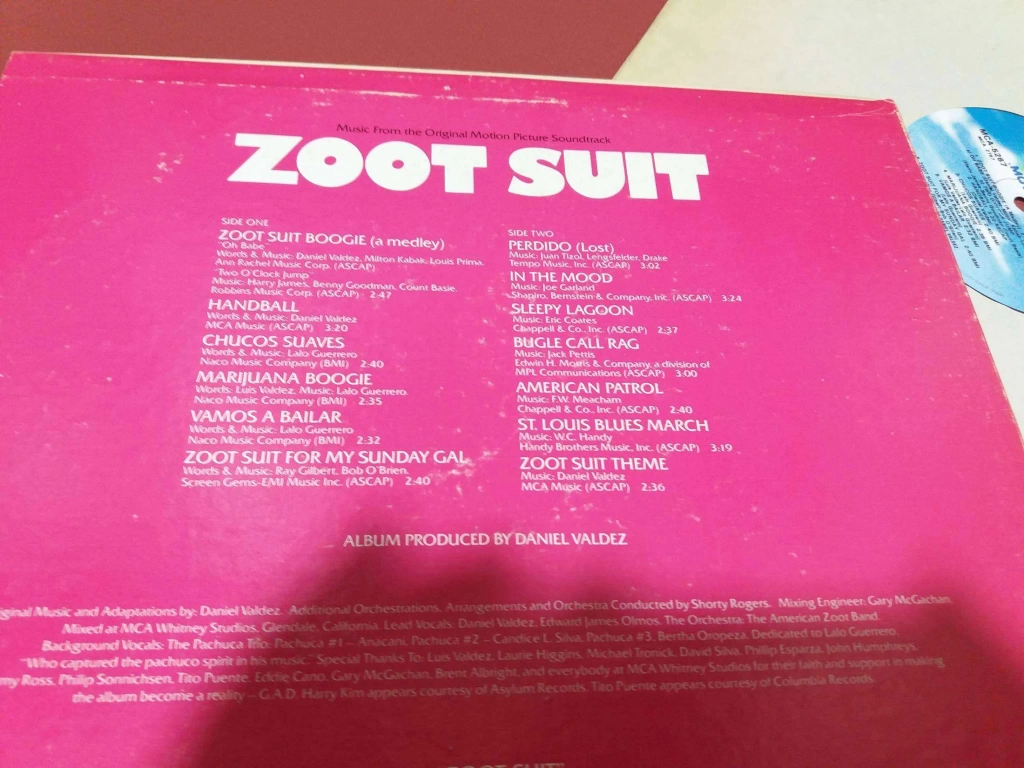 Music From the Original Motion Picture Soundtrack
ZOOT SUIT
SIDE ONE
ZOOT SUIT BOOGIE (a medley)
"Oh Babe"
Words & Music: Daniel Valdez, Milton Kabak, Louis Prima.
Ann Rachel Music Corp. (ASCAP)
"Two O'Clock Jump"
Music: Harry James, Benny Goodman, Count Basie.
Robbins Music Corp. (ASCAP) 2:47
HANDBALL
Words & Music: Daniel Valdez
MCA Music (ASCAP) 3:20
CHUCOS SUAVES
Words & Music: Lalo Guerrero
Naco Music Company (BMI) 2:40
MARIJUANA BOOGIE
Words: Luis Valdez, Music: Lalo Guerrero.
Naco Music Company (BMI) 2:35
VAMOS A BAILAR
Words & Music: Lalo Guerrero
Naco Music Company (BMI) 2:32
ZOOT SUIT FOR MY SUNDAY GAL
Words & Music: Ray Gilbert, Bob O'Brien.
Screen Gems-EMI Music Inc. (ASCAP) 2:40
SIDE TWO
PERDIDO (Lost)
Music: Juan Tizol, Lengsfelder, Drake
Tempo Music, Inc. (ASCAP) 3:02
IN THE MOOD
Music: Joe Garland
Shapiro, Bernstein & Company, Inc. (ASCAP) 3:24
SLEEPY LAGOON
Music: Eric Coates
Chappell & Co., Inc. (ASCAP) 2:37
BUGLE CALL RAG
Music: Jack Pettis
Edwin H. Morris & Company, a division of
MPL Communications (ASCAP) 3:00
AMERICAN PATROL
Music: F.W. Meacham
Chappell & Co., Inc. (ASCAP) 2:40
ST. LOUIS BLUES MARCH
Music: W.C. Handy
Handy Brothers Music, Inc. (ASCAP) 3:19
ZOOT SUIT THEME
Music: Daniel Valdez
MCA Music (ASCAP) 2:36
ALBUM PRODUCED BY DANIEL VALDEZ
iginal Music and Adaptations by: Daniel Valdez. Additional Orchestrations, Arrangements and Orchestra Conducted by Shorty Rogers. Mixing Engineer: Gary McGachan.
Mixed at MCA Whitney Studios, Glendale, California. Lead Vocals: Daniel Valdez, Edward James Olmos. The Orchestra: The American Zoot Band.
Background Vocals: The Pachuca Trio: Pachuca #1 – Anacani, Pachuca #2 – Candice L. Silva, Pachuca #3, Bertha Oropeza. Dedicated to Lalo Guerrero,
"Who captured the pachuco spirit in his music." Special Thanks To: Luis Valdez, Laurie Higgins, Michael Tronick, David Silva, Phillip Esparza, John Humphreys,
my Ross, Philip Sonnichsen, Tito Puente, Eddie Cano, Gary McGachan, Brent Albright, and everybody at MCA Whitney Studios for their faith and support in making
the album become a reality – G.A.D. Harry Kim appears courtesy of Asylum Records, Tito Puente appears courtesy of Columbia Records.
MCA-5267